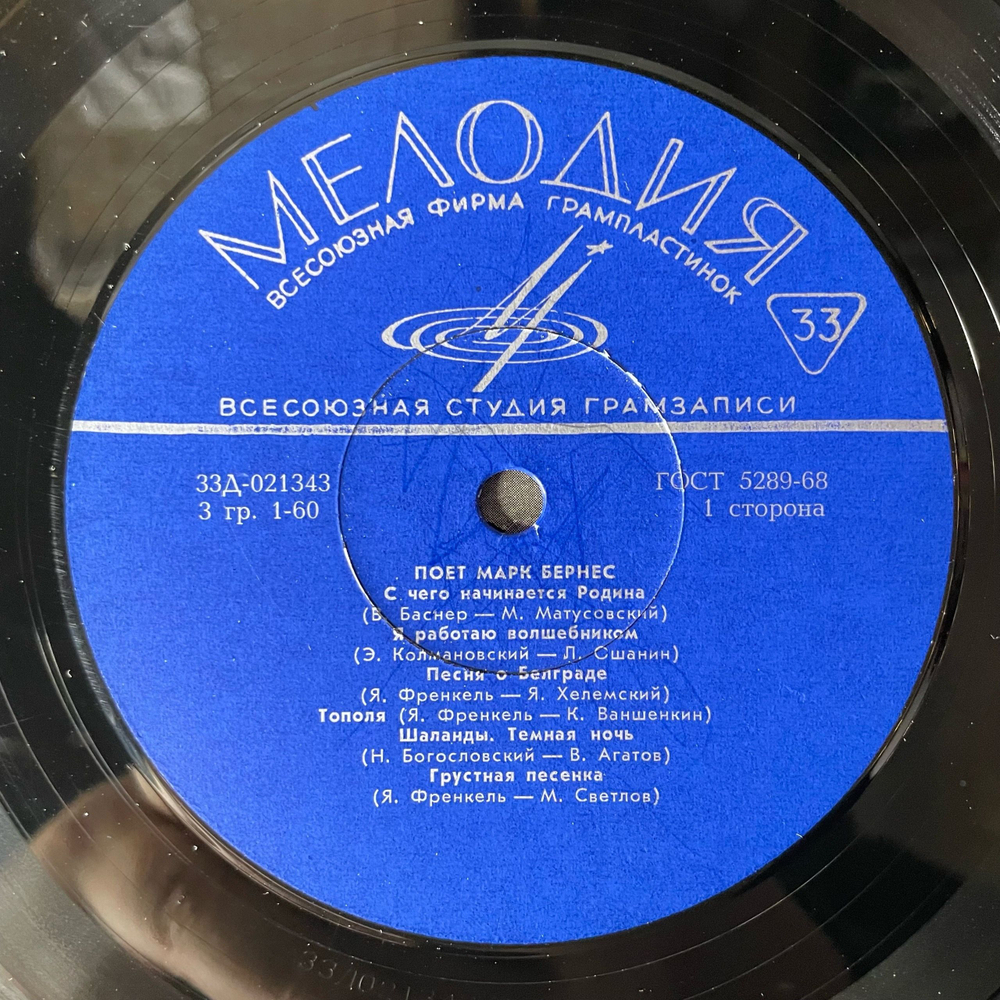 МЕЛОДИЯ
ВСЕСОЮЗНАЯ ФИРМА ГРАМПЛАСТИНОК
33
ВСЕСОЮЗНАЯ СТУДИЯ ГРАМЗАПИСИ
33Д-021343 ГОСТ 5289-68
3 гр. 1-60 1 сторона
ПОЕТ МАРК БЕРНЕС
С чего начинается Родина
(В. Баснер — М. Матусовский)
Я работаю волшебником
(Э. Колмановский — Л. Ошанин)
Песня о Белграде
(Я. Френкель — Я. Хелемский)
Тополя (Я. Френкель — К. Ваншенкин)
Шаланды. Темная ночь
(Н. Богословский — В. Агатов)
Грустная песенка
(Я. Френкель — М. Светлов)